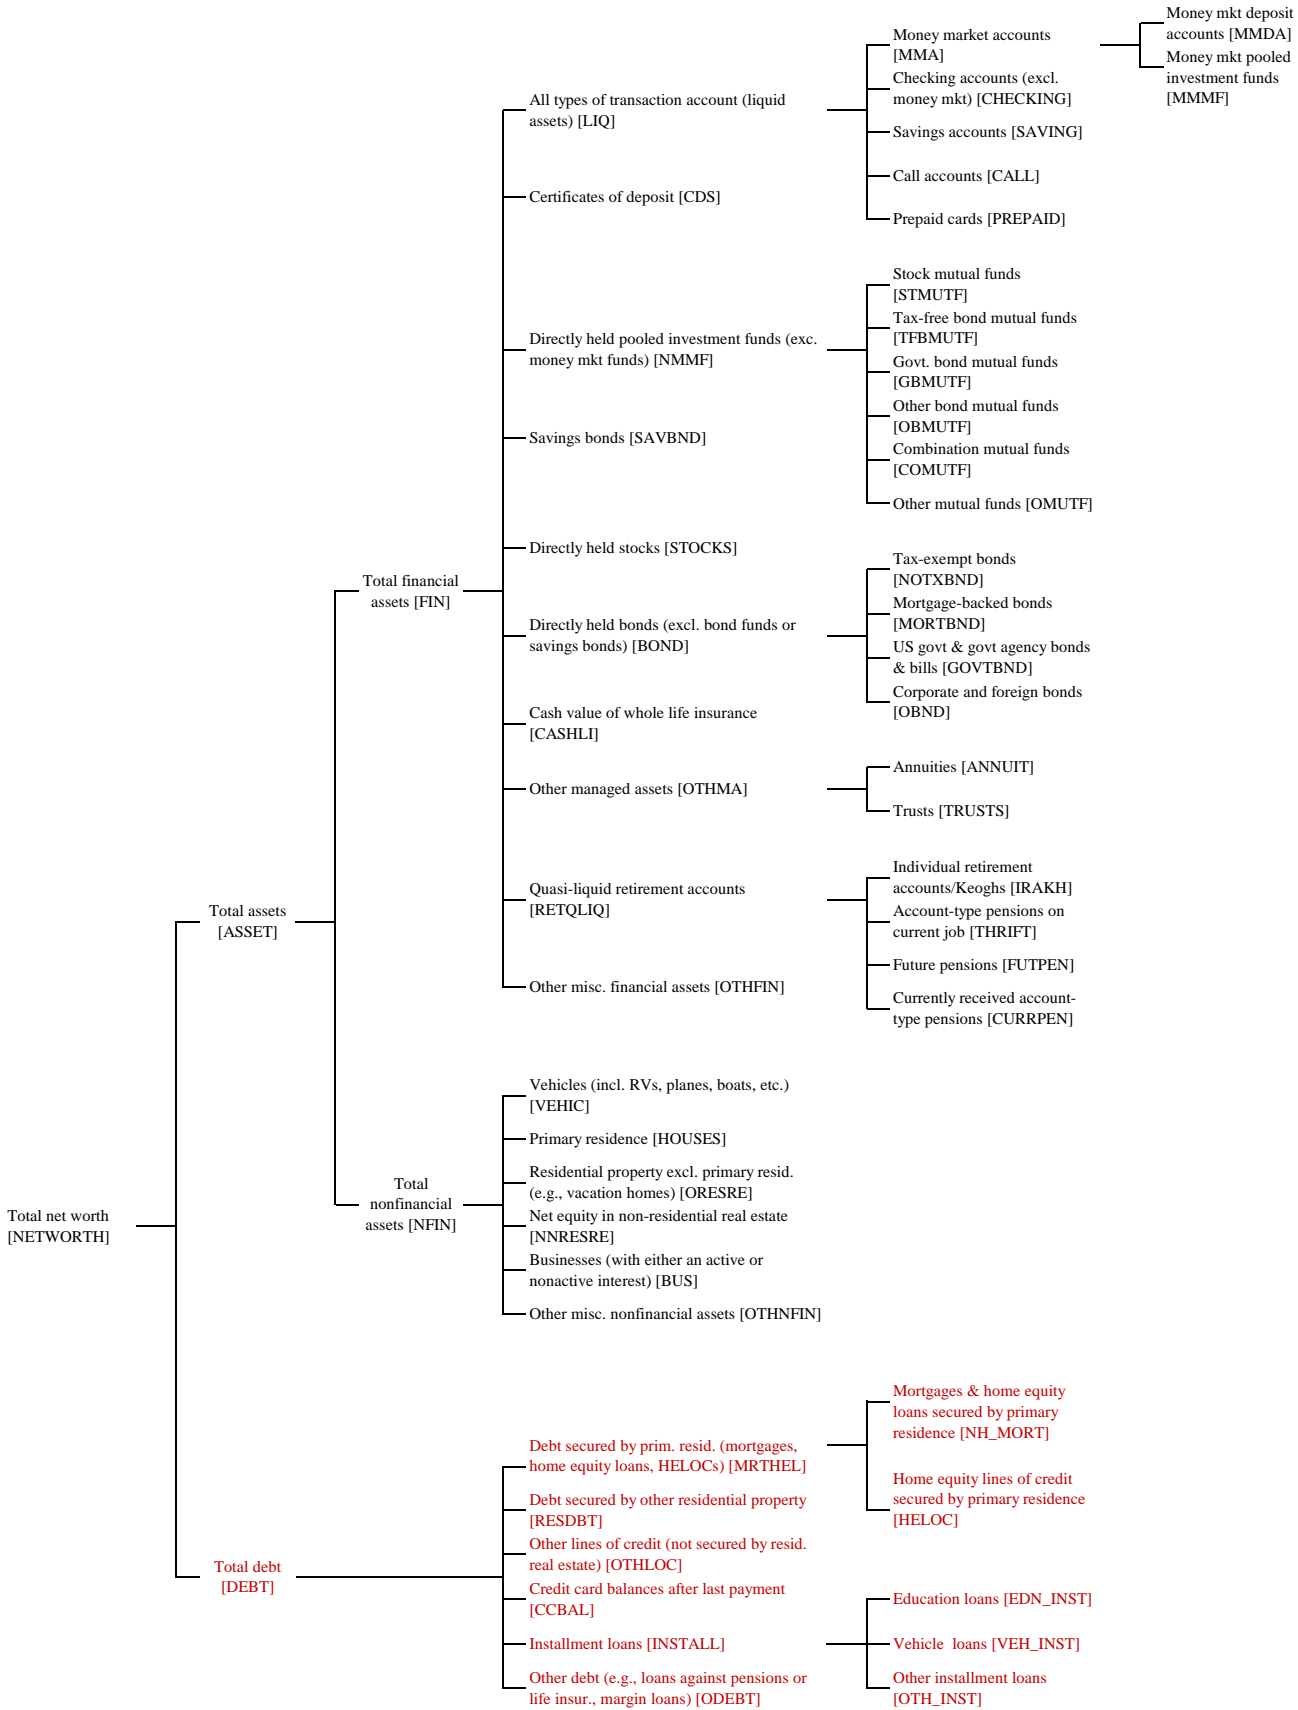 Money mkt deposit
accounts [MMDA]
Money mkt pooled
investment funds
[MMMF]
Money market accounts
[MMA]
Checking accounts (excl.
money mkt) [CHECKING]
Savings accounts [SAVING]
Call accounts [CALL]
Prepaid cards [PREPAID]
All types of transaction account (liquid
assets) [LIQ]
Certificates of deposit [CDS]
Stock mutual funds
[STMUTF]
Tax-free bond mutual funds
[TFBMUTF]
Govt. bond mutual funds
[GBMUTF]
Other bond mutual funds
[OBMUTF]
Combination mutual funds
[COMUTF]
Other mutual funds [OMUTF]
Directly held pooled investment funds (exc.
money mkt funds) [NMMF]
Savings bonds [SAVBND]
Directly held stocks [STOCKS]
Total financial
assets [FIN]
Tax-exempt bonds
[NOTXBND]
Mortgage-backed bonds
[MORTBND]
US govt & govt agency bonds
& bills [GOVTBND]
Corporate and foreign bonds
[OBND]
Directly held bonds (excl. bond funds or
savings bonds) [BOND]
Cash value of whole life insurance
[CASHLI]
Other managed assets [OTHMA]
Annuities [ANNUIT]
Trusts [TRUSTS]
Quasi-liquid retirement accounts
[RETQLIQ]
Individual retirement
accounts/Keoghs [IRAKH]
Account-type pensions on
current job [THRIFT]
Future pensions [FUTPEN]
Currently received account-
type pensions [CURRPEN]
Other misc. financial assets [OTHFIN]
Total assets
[ASSET]
Vehicles (incl. RVs, planes, boats, etc.)
[VEHIC]
Primary residence [HOUSES]
Residential property excl. primary resid.
(e.g., vacation homes) [ORESRE]
Net equity in non-residential real estate
[NNRESRE]
Businesses (with either an active or
nonactive interest) [BUS]
Other misc. nonfinancial assets [OTHNFIN]
Total
nonfinancial
assets [NFIN]
Total net worth
[NETWORTH]
Mortgages & home equity
loans secured by primary
residence [NH_MORT]
Home equity lines of credit
secured by primary residence
[HELOC]
Debt secured by prim. resid. (mortgages,
home equity loans, HELOCs) [MRTHEL]
Debt secured by other residential property
[RESDBT]
Other lines of credit (not secured by resid.
real estate) [OTHLOC]
Credit card balances after last payment
[CCBAL]
Installment loans [INSTALL]
Other debt (e.g., loans against pensions or
life insur., margin loans) [ODEBT]
Total debt
[DEBT]
Education loans [EDN_INST]
Vehicle  loans [VEH_INST]
Other installment loans
[OTH_INST]